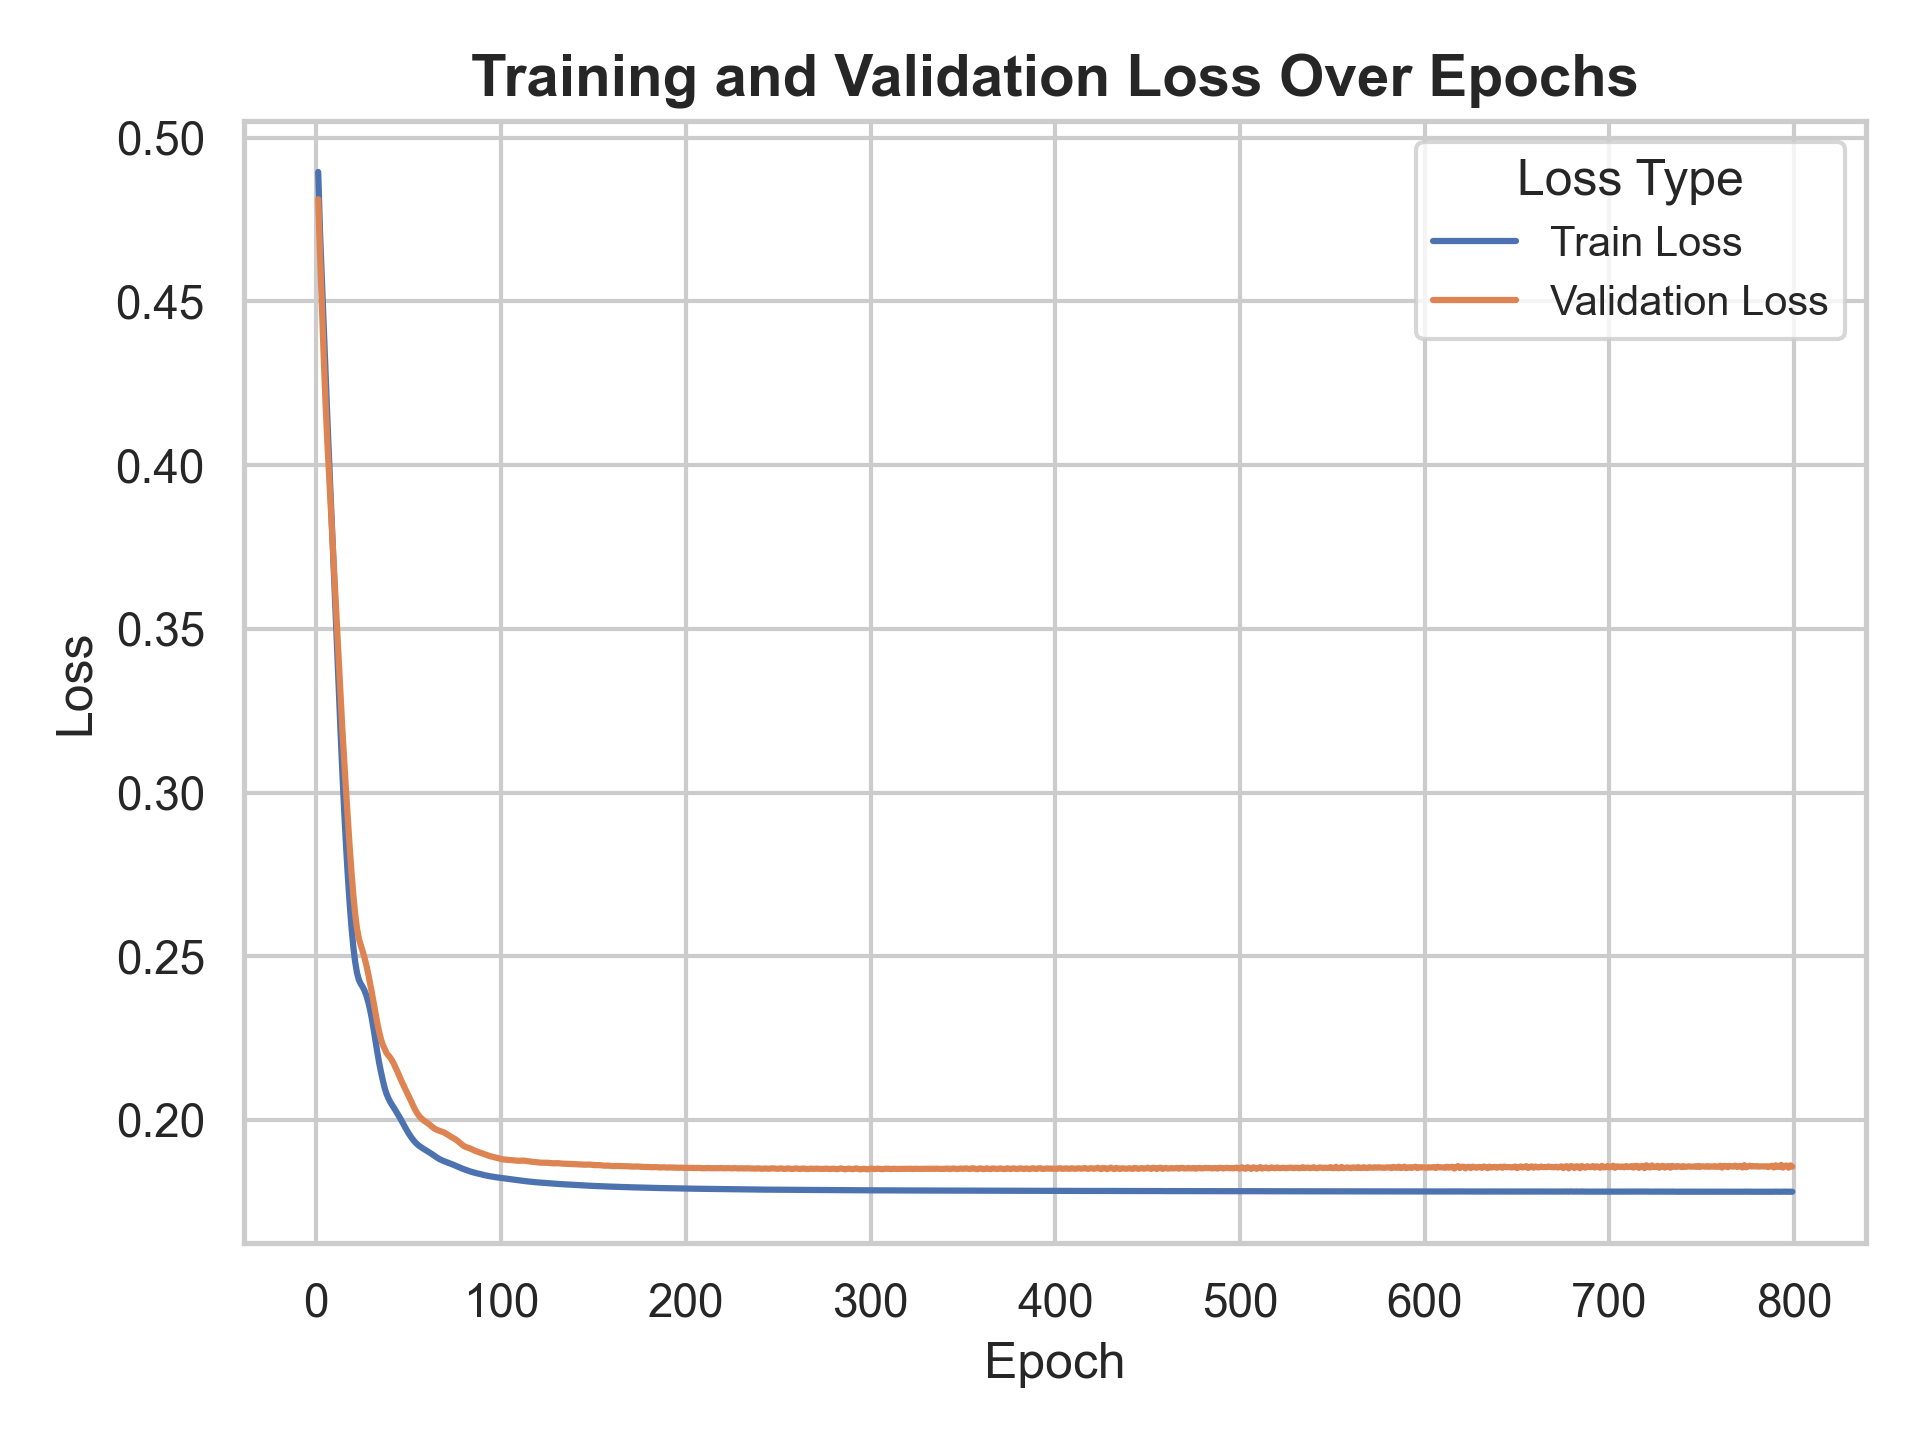 Training and Validation Loss Over Epochs
0.50
0.45
0.40
0.35
0.30
0.25
0.20
Loss
Loss Type
Train Loss
Validation Loss
0 100 200 300 400 500 600 700 800
Epoch